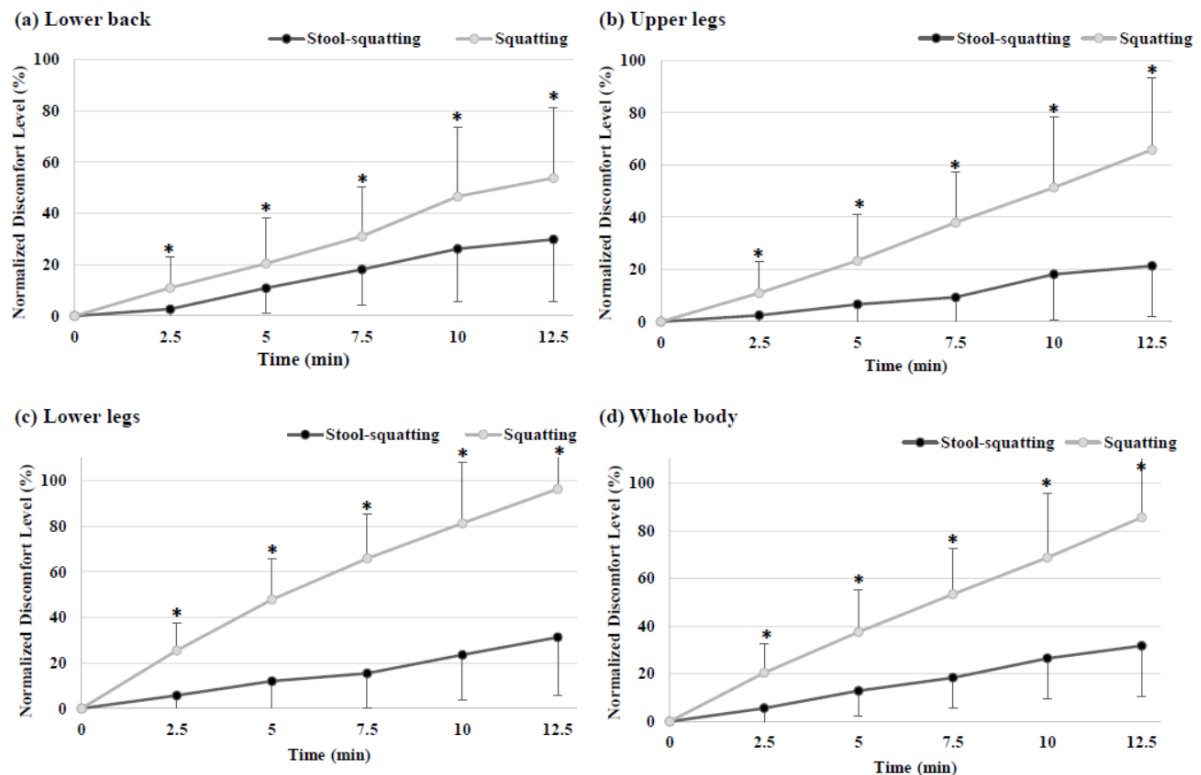 (a) Lower back
Stool-squatting Squatting
Normalized Discomfort Level (%)
100
80
60
40
20
0
* * * * *
0 2.5 5 7.5 10 12.5
Time (min)
(b) Upper legs
Stool-squatting Squatting
Normalized Discomfort Level (%)
100
80
60
40
20
0
* * * * *
0 2.5 5 7.5 10 12.5
Time (min)
(c) Lower legs
Stool-squatting Squatting
Normalized Discomfort Level (%)
100
80
60
40
20
0
* * * * *
0 2.5 5 7.5 10 12.5
Time (min)
(d) Whole body
Stool-squatting Squatting
Normalized Discomfort Level (%)
100
80
60
40
20
0
* * * * *
0 2.5 5 7.5 10 12.5
Time (min)